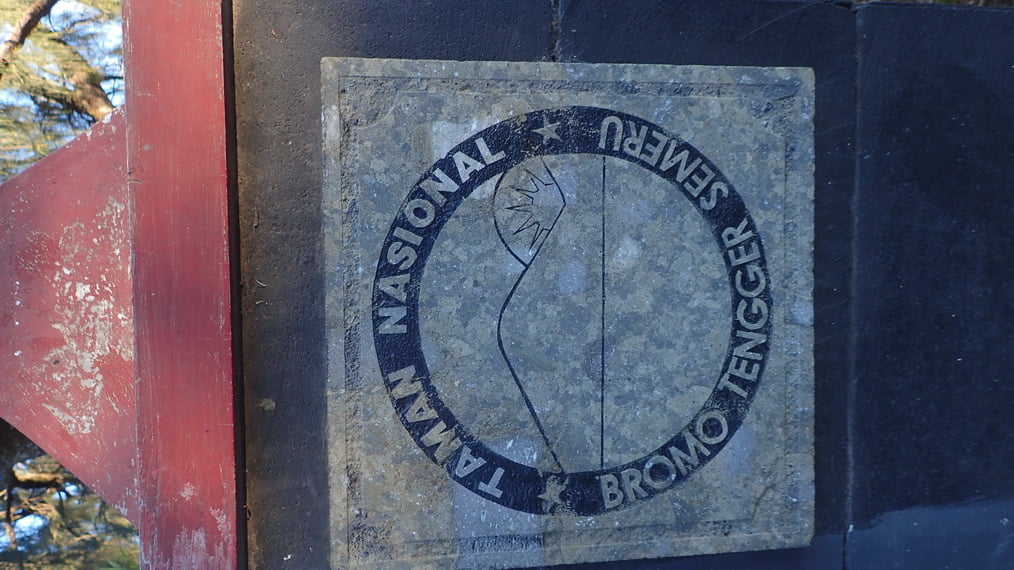 TAMAN NASIONAL
BROMO TENGGER SEMERU